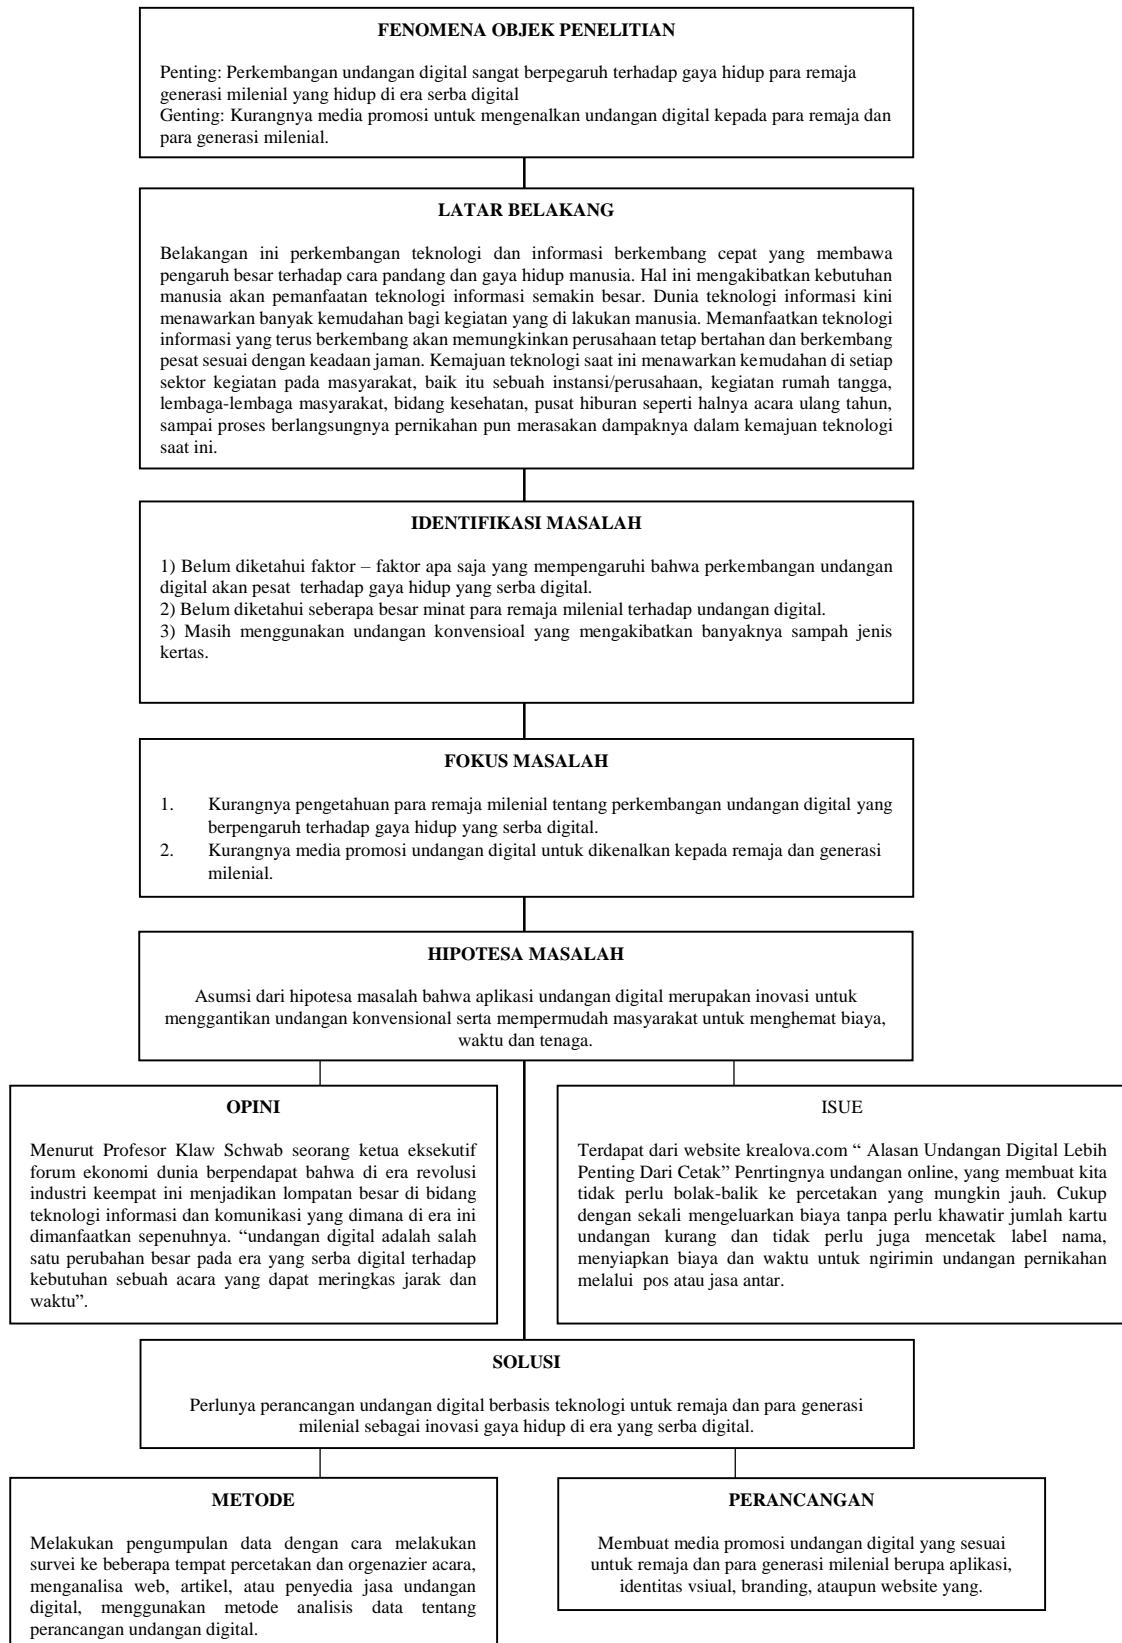 FENOMENA OBJEK PENELITIAN
Penting: Perkembangan undangan digital sangat berpegaruh terhadap gaya hidup para remaja
generasi milenial yang hidup di era serba digital
Genting: Kurangnya media promosi untuk mengenalkan undangan digital kepada para remaja dan
para generasi milenial.
LATAR BELAKANG
Belakangan ini perkembangan teknologi dan informasi berkembang cepat yang membawa
pengaruh besar terhadap cara pandang dan gaya hidup manusia. Hal ini mengakibatkan kebutuhan
manusia akan pemanfaatan teknologi informasi semakin besar. Dunia teknologi informasi kini
menawarkan banyak kemudahan bagi kegiatan yang di lakukan manusia. Memanfaatkan teknologi
informasi yang terus berkembang akan memungkinkan perusahaan tetap bertahan dan berkembang
pesat sesuai dengan keadaan jaman. Kemajuan teknologi saat ini menawarkan kemudahan di setiap
sektor kegiatan pada masyarakat, baik itu sebuah instansi/perusahaan, kegiatan rumah tangga,
lembaga-lembaga masyarakat, bidang kesehatan, pusat hiburan seperti halnya acara ulang tahun,
sampai proses berlangsungnya pernikahan pun merasakan dampaknya dalam kemajuan teknologi
saat ini.
IDENTIFIKASI MASALAH
1) Belum diketahui faktor – faktor apa saja yang mempengaruhi bahwa perkembangan undangan
digital akan pesat terhadap gaya hidup yang serba digital.
2) Belum diketahui seberapa besar minat para remaja milenial terhadap undangan digital.
3) Masih menggunakan undangan konvensioal yang mengakibatkan banyaknya sampah jenis
kertas.
FOKUS MASALAH
1. Kurangnya pengetahuan para remaja milenial tentang perkembangan undangan digital yang
berpengaruh terhadap gaya hidup yang serba digital.
2. Kurangnya media promosi undangan digital untuk dikenalkan kepada remaja dan generasi
milenial.
HIPOTESA MASALAH
Asumsi dari hipotesa masalah bahwa aplikasi undangan digital merupakan inovasi untuk
menggantikan undangan konvensional serta mempermudah masyarakat untuk menghemat biaya,
waktu dan tenaga.
OPINI
Menurut Profesor Klaw Schwab seorang ketua eksekutif
forum ekonomi dunia berpendapat bahwa di era revolusi
industri keempat ini menjadikan lompatan besar di bidang
teknologi informasi dan komunikasi yang dimana di era ini
dimanfaatkan sepenuhnya. “undangan digital adalah salah
satu perubahan besar pada era yang serba digital terhadap
kebutuhan sebuah acara yang dapat meringkas jarak dan
waktu”.
ISUE
Terdapat dari website krealova.com “ Alasan Undangan Digital Lebih
Penting Dari Cetak” Penrtingnya undangan online, yang membuat kita
tidak perlu bolak-balik ke percetakan yang mungkin jauh. Cukup
dengan sekali mengeluarkan biaya tanpa perlu khawatir jumlah kartu
undangan kurang dan tidak perlu juga mencetak label nama,
menyiapkan biaya dan waktu untuk ngirimin undangan pernikahan
melalui pos atau jasa antar.
SOLUSI
Perlunya perancangan undangan digital berbasis teknologi untuk remaja dan para generasi
milenial sebagai inovasi gaya hidup di era yang serba digital.
METODE
Melakukan pengumpulan data dengan cara melakukan
survei ke beberapa tempat percetakan dan orgenazier acara,
menganalisa web, artikel, atau penyedia jasa undangan
digital, menggunakan metode analisis data tentang
perancangan undangan digital.
PERANCANGAN
Membuat media promosi undangan digital yang sesuai
untuk remaja dan para generasi milenial berupa aplikasi,
identitas vsiual, branding, ataupun website yang.